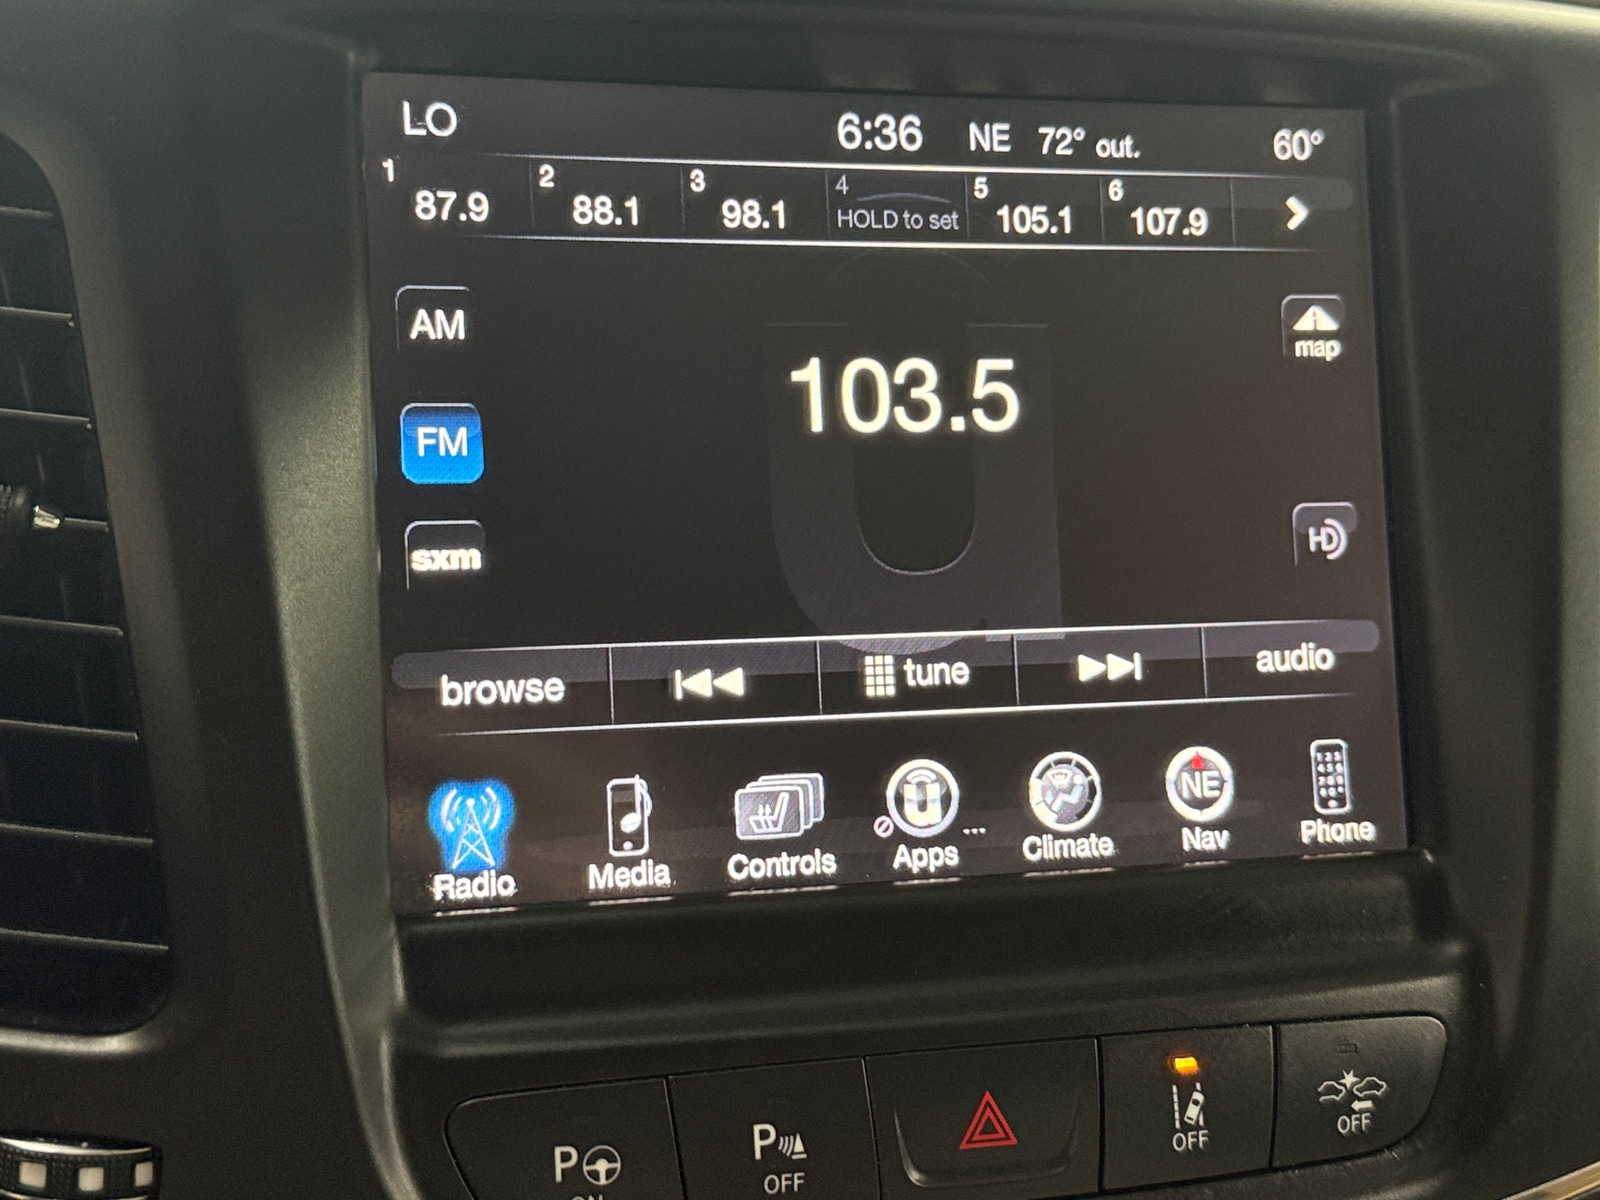 LO 6:36 NE 72° out. 60°
1 87.9 2 88.1 3 98.1 4 HOLD to set 5 105.1 6 107.9
AM
map
103.5
FM
sxm
HD
browse tune audio
NE
Radio Media Controls Apps ... Climate Nav Phone
P ON
P OFF
OFF
OFF